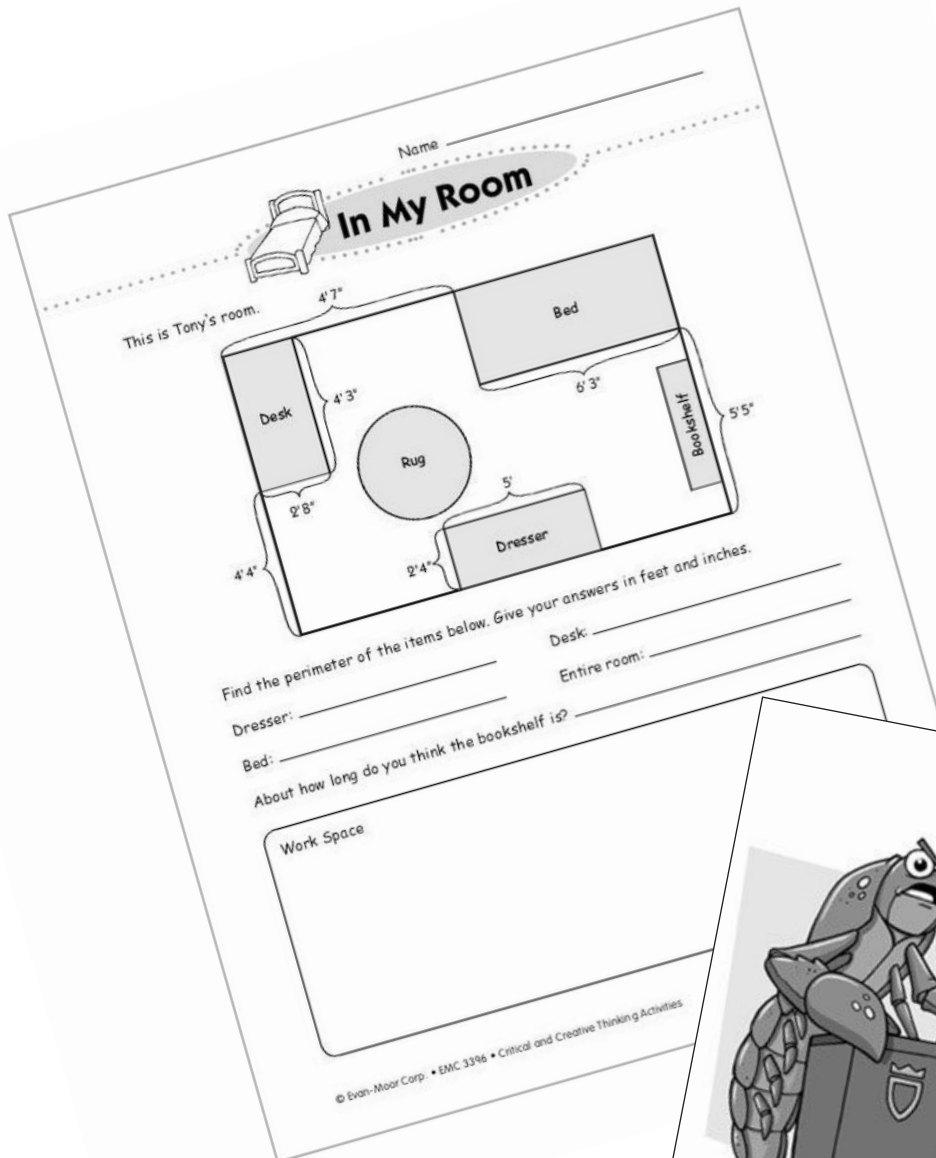 Name
In My Room
This is Tony's room.
4'7"
Bed
Desk
4'3"
6'3"
Bookshelf
5'5"
Rug
2'8"
5'
Dresser
2'4"
4'4"
Find the perimeter of the items below. Give your answers in feet and inches.
Dresser:
Desk:
Bed:
Entire room:
About how long do you think the bookshelf is?
Work Space
© Evan-Moor Corp. • EMC 3396 • Critical and Creative Thinking Activities